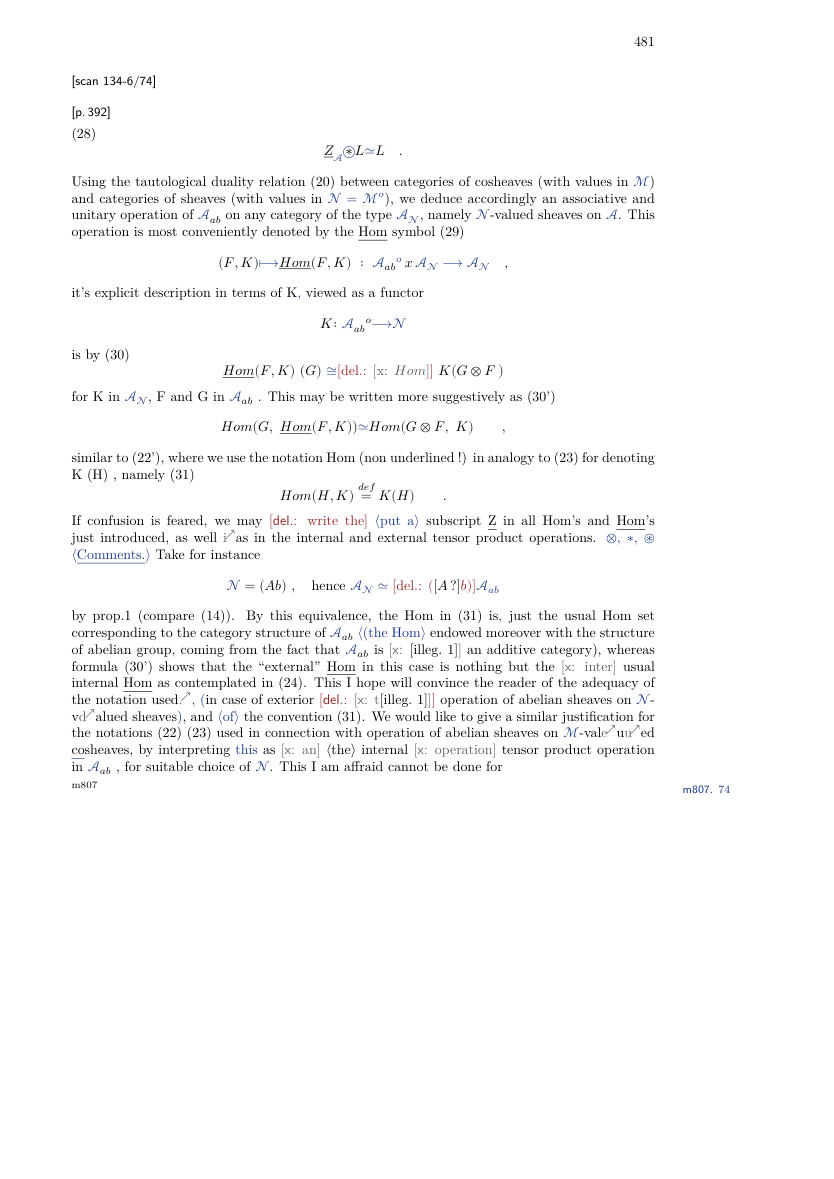 481
[scan 134-6/74]
[p. 392]
(28)
Z_𝒜 ⊛ L ≃ L .
Using the tautological duality relation (20) between categories of cosheaves (with values in ℳ)
and categories of sheaves (with values in 𝒩 = ℳ°), we deduce accordingly an associative and
unitary operation of 𝒜_ab on any category of the type 𝒜_𝒩, namely 𝒩-valued sheaves on 𝒜. This
operation is most conveniently denoted by the Hom symbol (29)
(F, K)⟼Hom(F, K) : 𝒜_ab° x 𝒜_𝒩 ⟶ 𝒜_𝒩 ,
it's explicit description in terms of K, viewed as a functor
K: 𝒜_ab° ⟶ 𝒩
is by (30)
Hom(F, K) (G) ≅[del.: [x: Hom]] K(G ⊗ F )
for K in 𝒜_𝒩, F and G in 𝒜_ab . This may be written more suggestively as (30')
Hom(G, Hom(F, K))≃Hom(G ⊗ F, K) ,
similar to (22'), where we use the notation Hom (non underlined !) in analogy to (23) for denoting
K (H) , namely (31)
Hom(H, K) def= K(H) .
If confusion is feared, we may [del.: write the] ⟨put a⟩ subscript Z in all Hom's and Hom's
just introduced, as well i↗as in the internal and external tensor product operations. ⊗, ∗, ⊛
⟨Comments.⟩ Take for instance
𝒩 = (Ab) , hence 𝒜_𝒩 ≃ [del.: ([A ?]b)]𝒜_ab
by prop.1 (compare (14)). By this equivalence, the Hom in (31) is, just the usual Hom set
corresponding to the category structure of 𝒜_ab ⟨(the Hom⟩ endowed moreover with the structure
of abelian group, coming from the fact that 𝒜_ab is [x: [illeg. 1]] an additive category), whereas
formula (30') shows that the “external” Hom in this case is nothing but the [x: inter] usual
internal Hom as contemplated in (24). This I hope will convince the reader of the adequacy of
the notation used↗, (in case of exterior [del.: [x: t[illeg. 1]]] operation of abelian sheaves on 𝒩-
vd↗alued sheaves), and ⟨of⟩ the convention (31). We would like to give a similar justification for
the notations (22) (23) used in connection with operation of abelian sheaves on ℳ-vale↗uu↗ed
cosheaves, by interpreting this as [x: an] ⟨the⟩ internal [x: operation] tensor product operation
in 𝒜_ab , for suitable choice of 𝒩. This I am affraid cannot be done for
m807
m807. 74